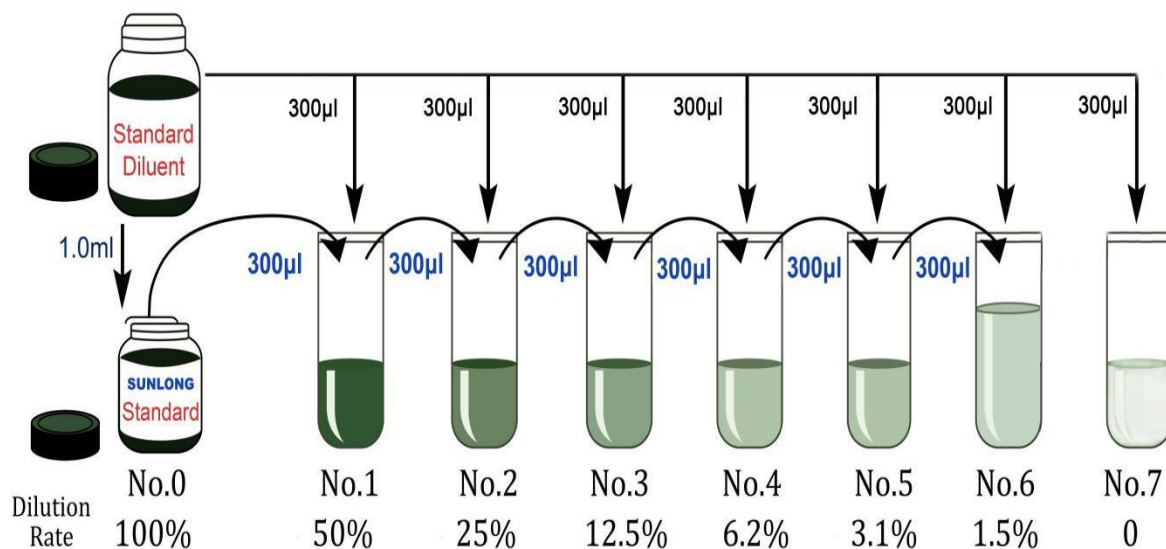 Standard
Diluent
300µl 300µl 300µl 300µl 300µl 300µl 300µl
1.0ml
300µl 300µl 300µl 300µl 300µl 300µl
SUNLONG
Standard
No.0 No.1 No.2 No.3 No.4 No.5 No.6 No.7
Dilution
Rate
100% 50% 25% 12.5% 6.2% 3.1% 1.5% 0